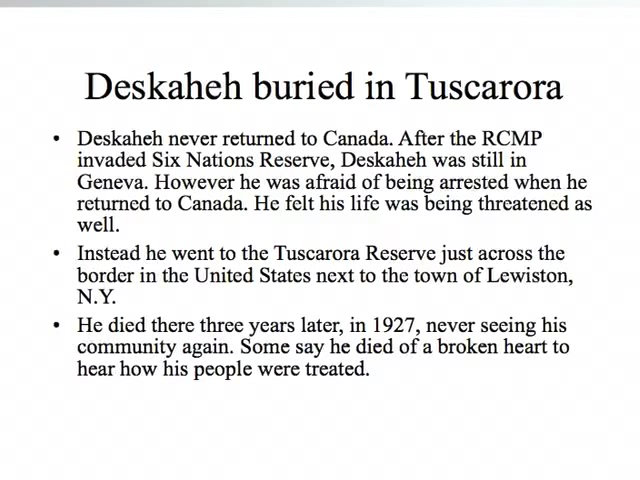 Deskaheh buried in Tuscarora
• Deskaheh never returned to Canada. After the RCMP
invaded Six Nations Reserve, Deskaheh was still in
Geneva. However he was afraid of being arrested when he
returned to Canada. He felt his life was being threatened as
well.
• Instead he went to the Tuscarora Reserve just across the
border in the United States next to the town of Lewiston,
N.Y.
• He died there three years later, in 1927, never seeing his
community again. Some say he died of a broken heart to
hear how his people were treated.